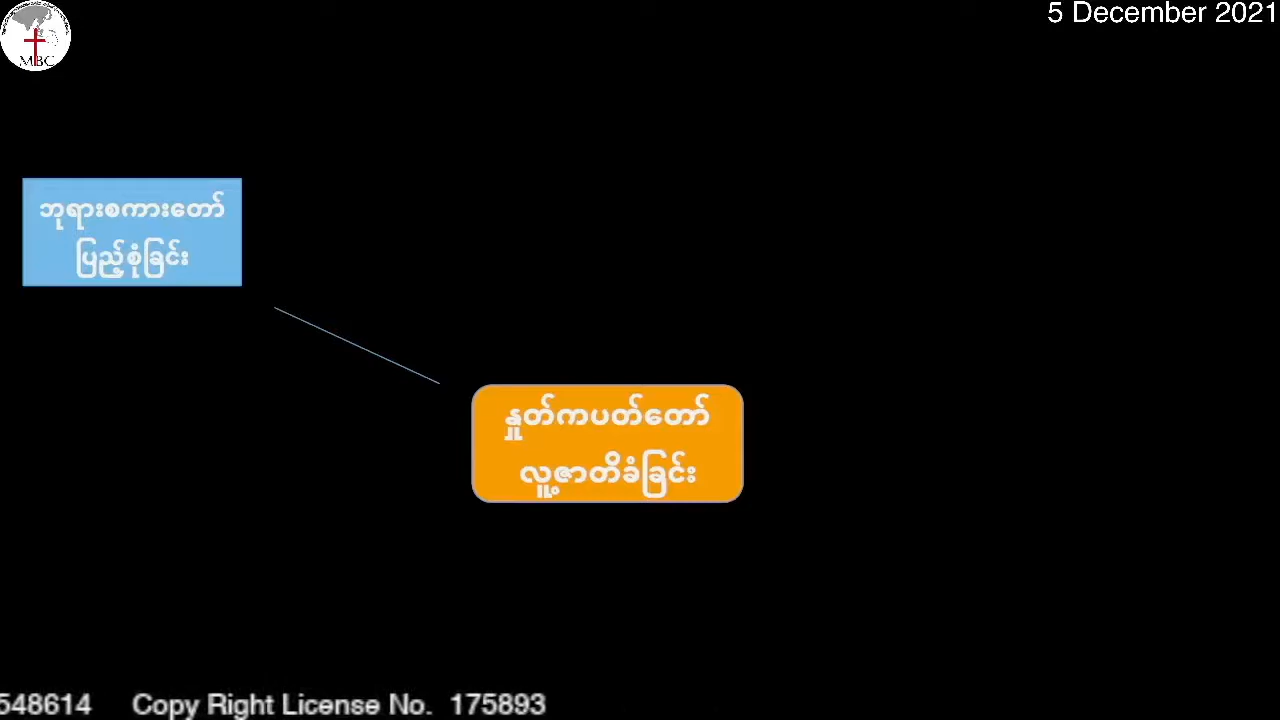 5 December 2021
MBC
ဘုရားစကားတော်
ပြည့်စုံခြင်း
နှုတ်ကပတ်တော်
လူ့ဇာတိခံခြင်း
548614 Copy Right License No. 175893